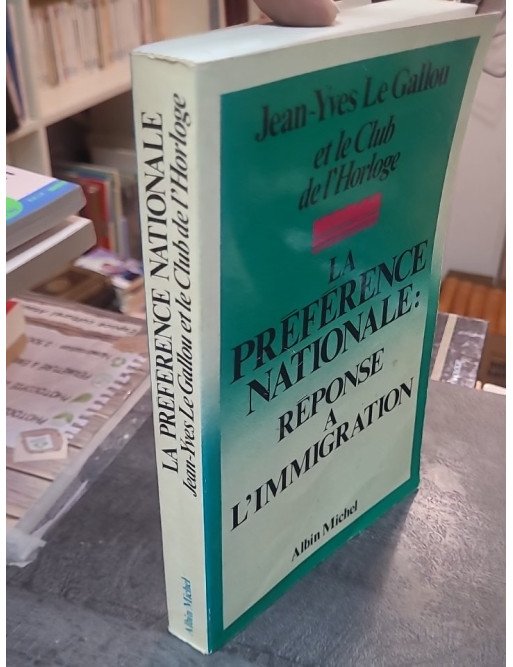 LA PRÉFÉRENCE NATIONALE
Jean-Yves Le Gallou et le Club de l'Horloge
Albin Michel
Jean-Yves Le Gallou
et le Club
de l'Horloge
LA
PRÉFÉRENCE
NATIONALE:
RÉPONSE
A
L'IMMIGRATION
Albin Michel